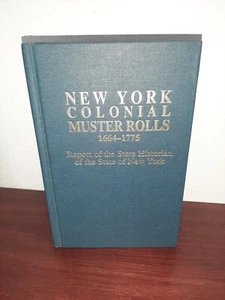 NEW YORK
COLONIAL
MUSTER ROLLS
1664-1775
Report of the State Historian
of the State of New York